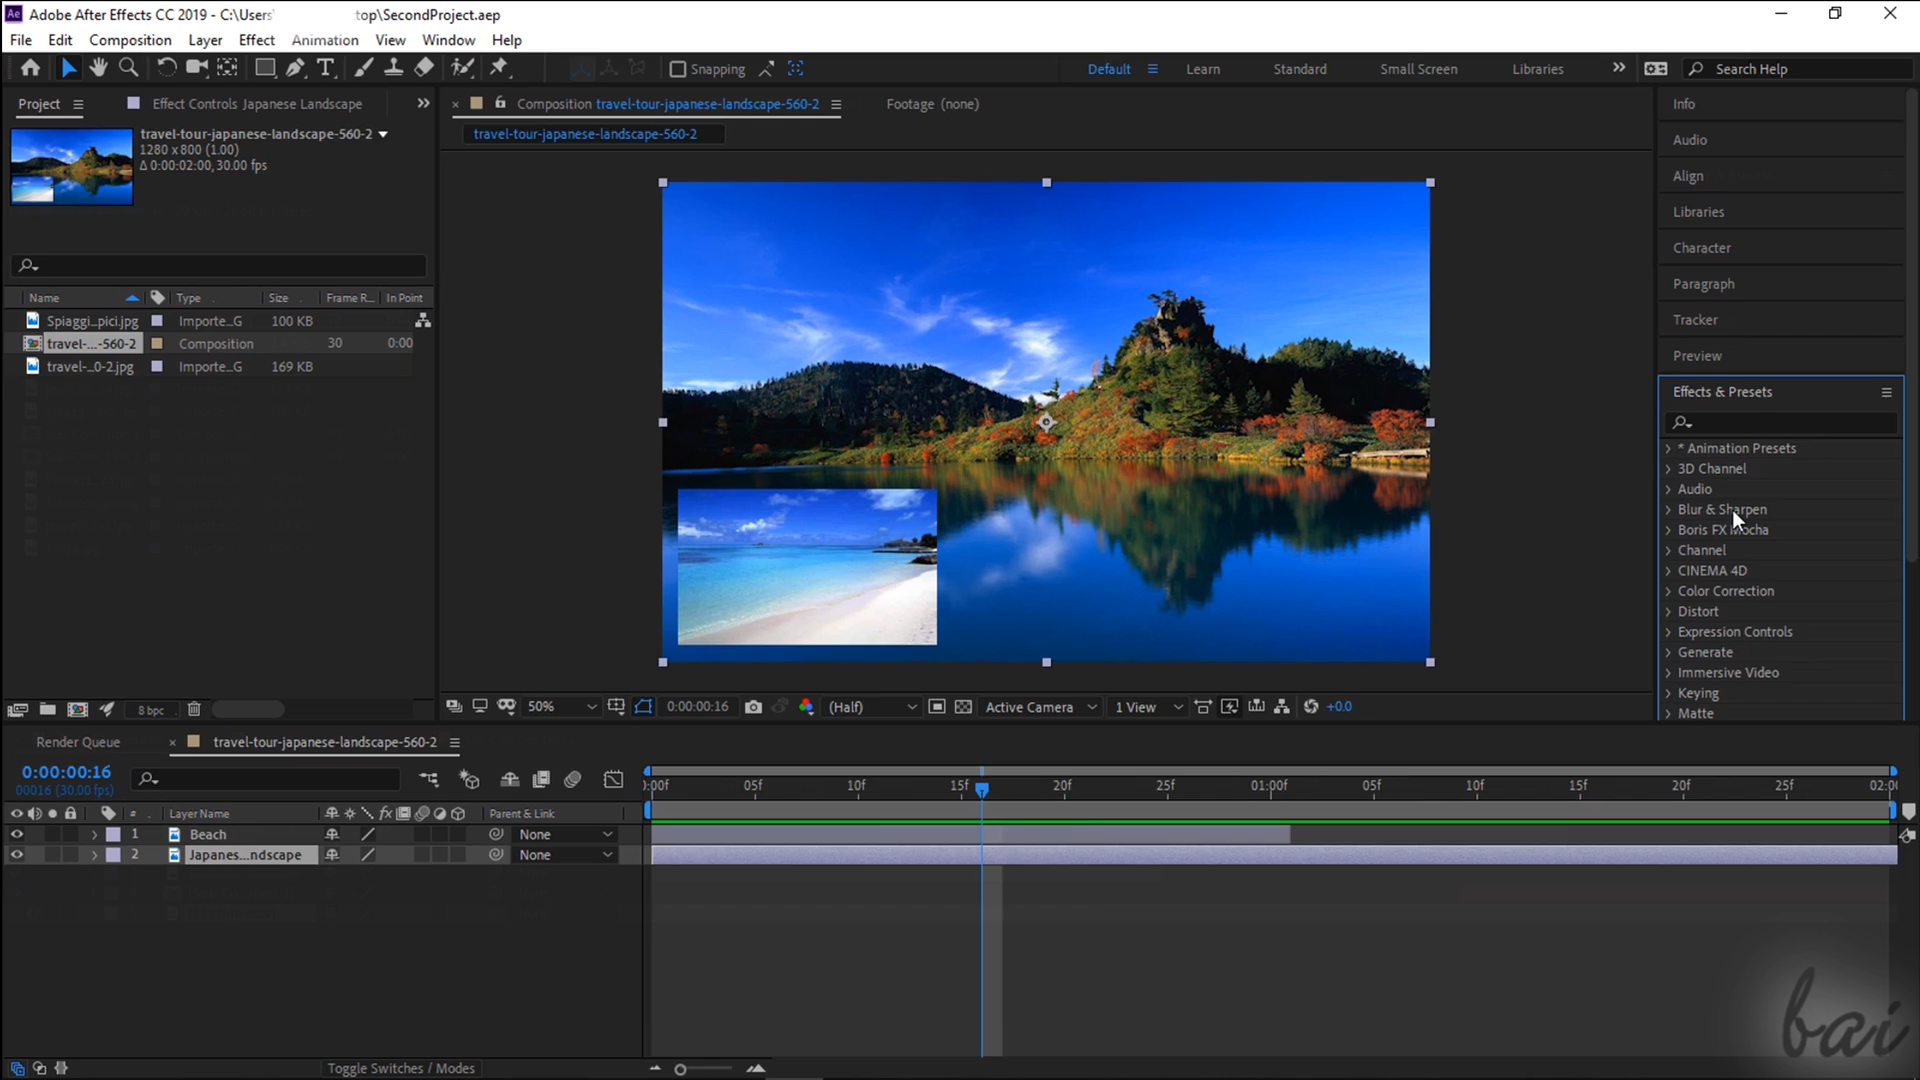 Ae Adobe After Effects CC 2019 - C:\Users\ top\SecondProject.aep
File Edit Composition Layer Effect Animation View Window Help
Snapping Default Learn Standard Small Screen Libraries Search Help
Project Effect Controls Japanese Landscape
travel-tour-japanese-landscape-560-2
1280 x 800 (1.00)
Δ 0:00:02:00, 30.00 fps
Name Type Size Frame R... In Point
Spiaggi...pici.jpg Importe...G 100 KB
travel-...-560-2 Composition 30 0:00
travel-...0-2.jpg Importe...G 169 KB
8 bpc
Composition travel-tour-japanese-landscape-560-2 Footage (none)
travel-tour-japanese-landscape-560-2
50% 0:00:00:16 (Half) Active Camera 1 View +0.0
Info
Audio
Align
Libraries
Character
Paragraph
Tracker
Preview
Effects & Presets
* Animation Presets
3D Channel
Audio
Blur & Sharpen
Boris FX Mocha
Channel
CINEMA 4D
Color Correction
Distort
Expression Controls
Generate
Immersive Video
Keying
Matte
Render Queue travel-tour-japanese-landscape-560-2
0:00:00:16
00016 (30.00 fps)
):00f 05f 10f 15f 20f 25f 01:00f 05f 10f 15f 20f 25f 02:00
# Layer Name fx Parent & Link
1 Beach None
2 Japanes...ndscape None
Toggle Switches / Modes
bai